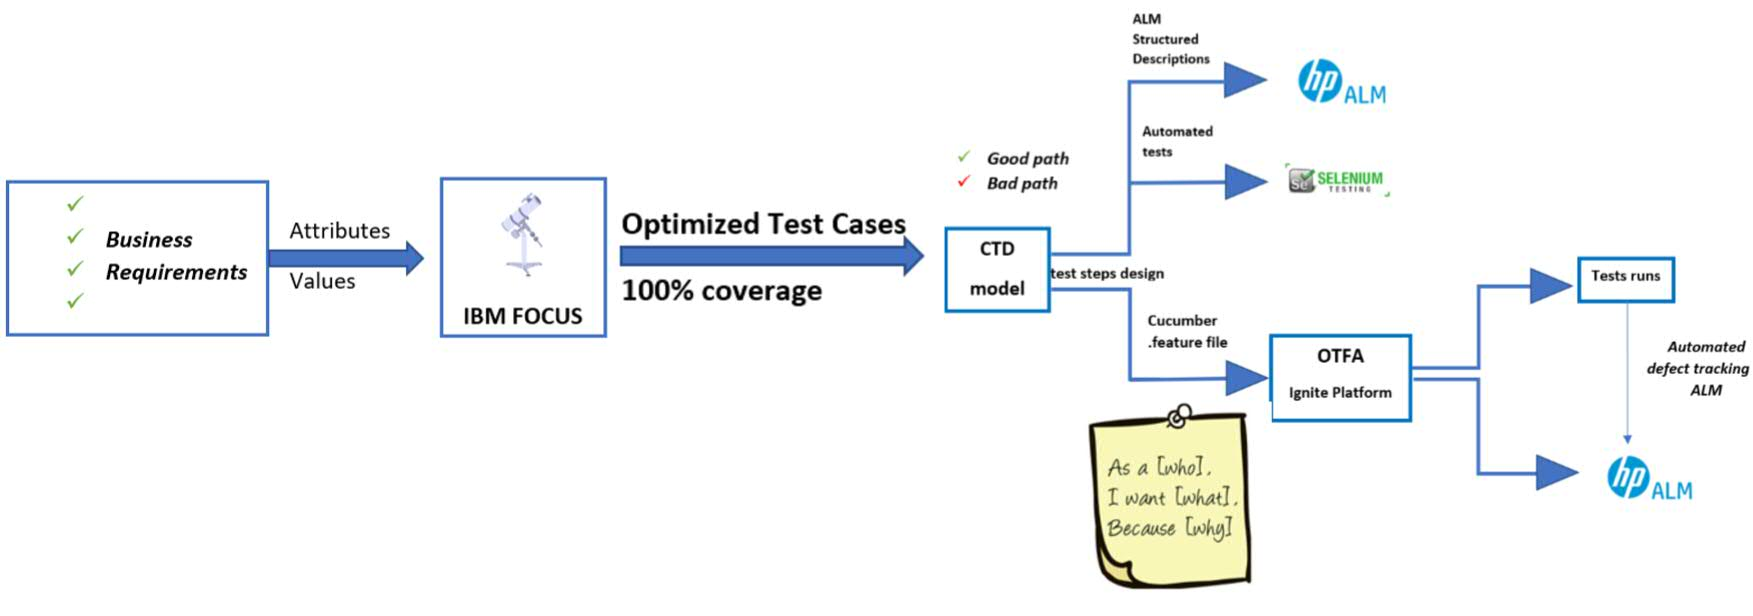 Business
Requirements
Attributes
Values
IBM FOCUS
Optimized Test Cases
100% coverage
Good path
Bad path
CTD
model
test steps design
ALM
Structured
Descriptions
hp ALM
Automated
tests
Se SELENIUM
TESTING
Cucumber
.feature file
OTFA
Ignite Platform
Tests runs
Automated
defect tracking
ALM
hp ALM
As a [who],
I want [what],
Because [why]